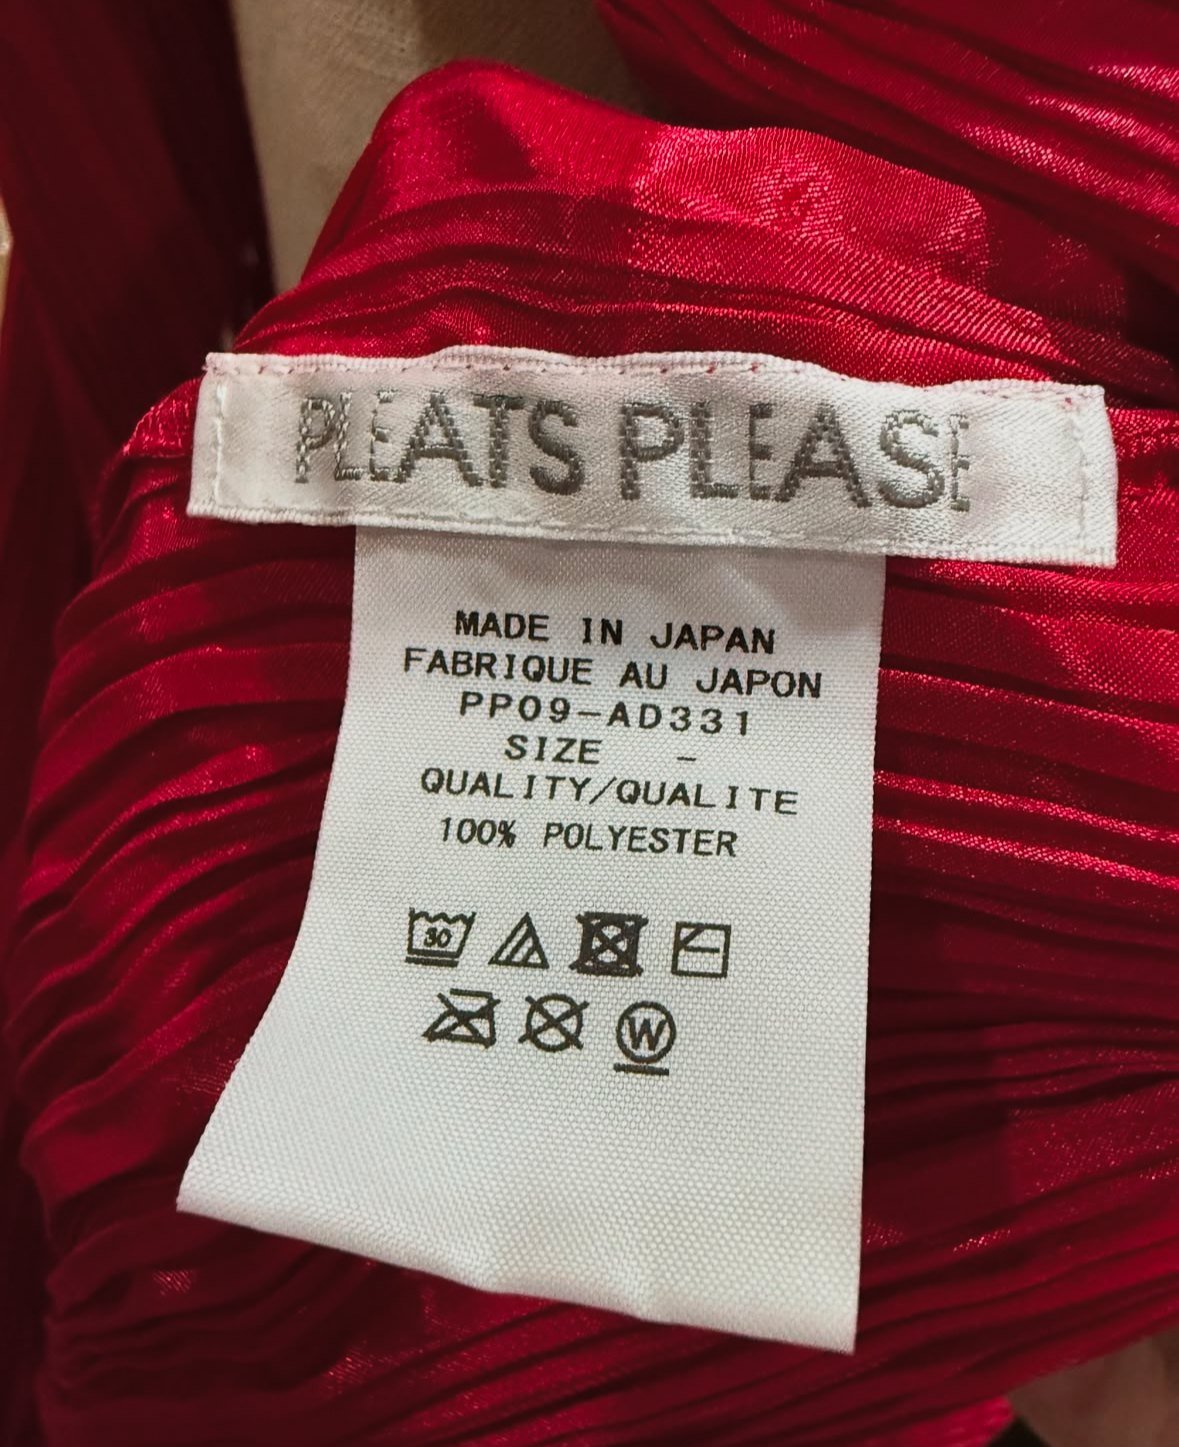 PLEATS PLEASE
MADE IN JAPAN
FABRIQUE AU JAPON
PP09-AD331
SIZE -
QUALITY/QUALITE
100% POLYESTER
30
W